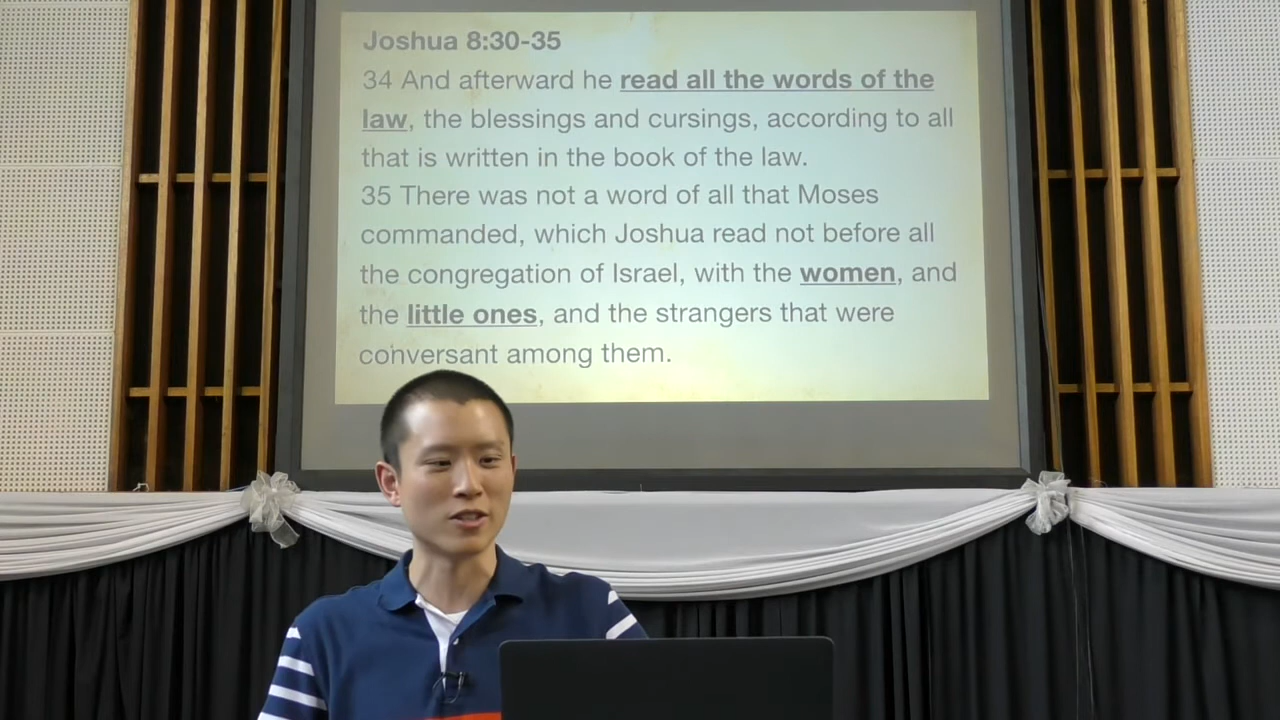 Joshua 8:30-35
34 And afterward he read all the words of the
law, the blessings and cursings, according to all
that is written in the book of the law.
35 There was not a word of all that Moses
commanded, which Joshua read not before all
the congregation of Israel, with the women, and
the little ones, and the strangers that were
conversant among them.